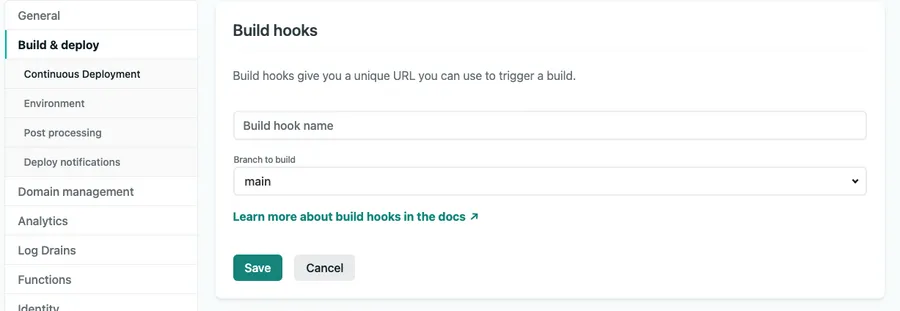 General
Build & deploy
Continuous Deployment
Environment
Post processing
Deploy notifications
Domain management
Analytics
Log Drains
Functions
Identity
Build hooks
Build hooks give you a unique URL you can use to trigger a build.
Build hook name
Branch to build
main
Learn more about build hooks in the docs ↗
Save Cancel